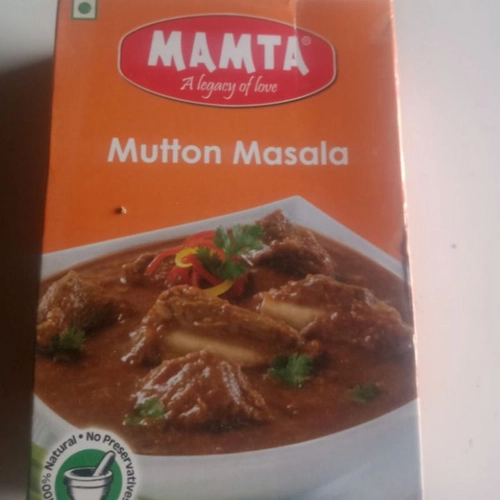 MAMTA®
A legacy of love
Mutton Masala
100% Natural • No Preservatives